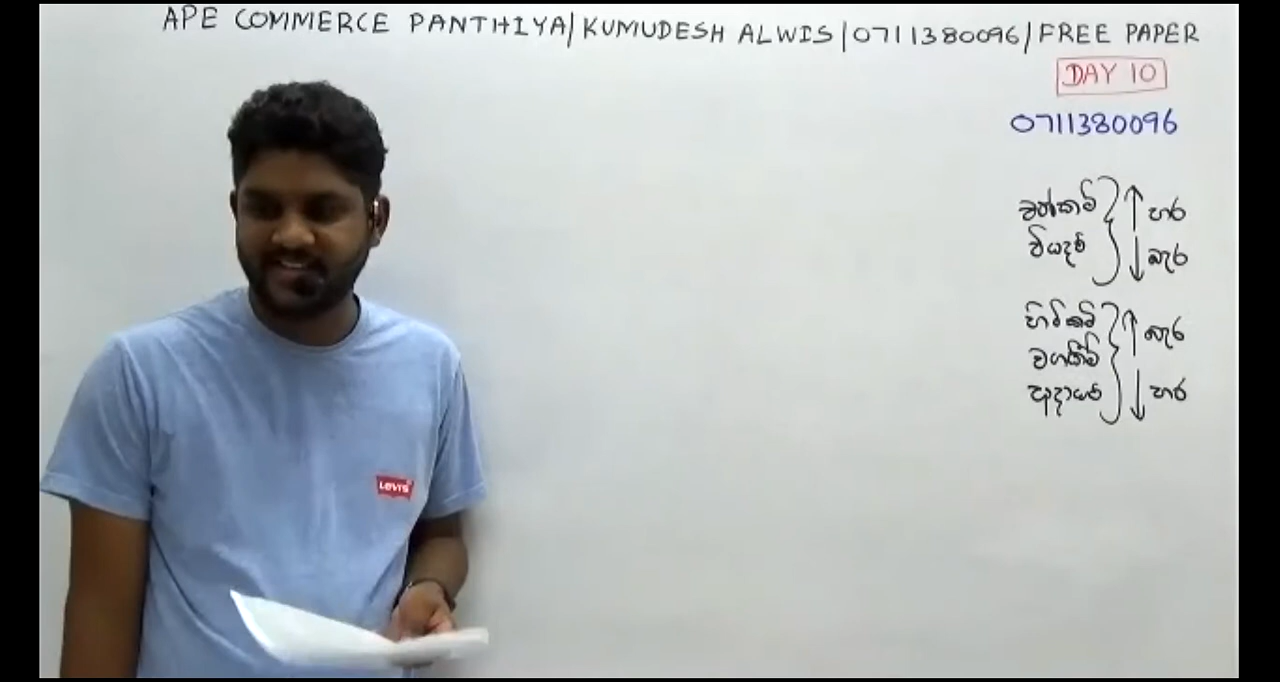 APE COMMERCE PANTHIYA/KUMUDESH ALWIS/0711380096/FREE PAPER
DAY 10
0711380096
වත්කම් ↑ හර
වියදම් ↓ බැර
හිමිකම් ↑ බැර
වගකීම්
ආදායම් ↓ හර
LEVI'S